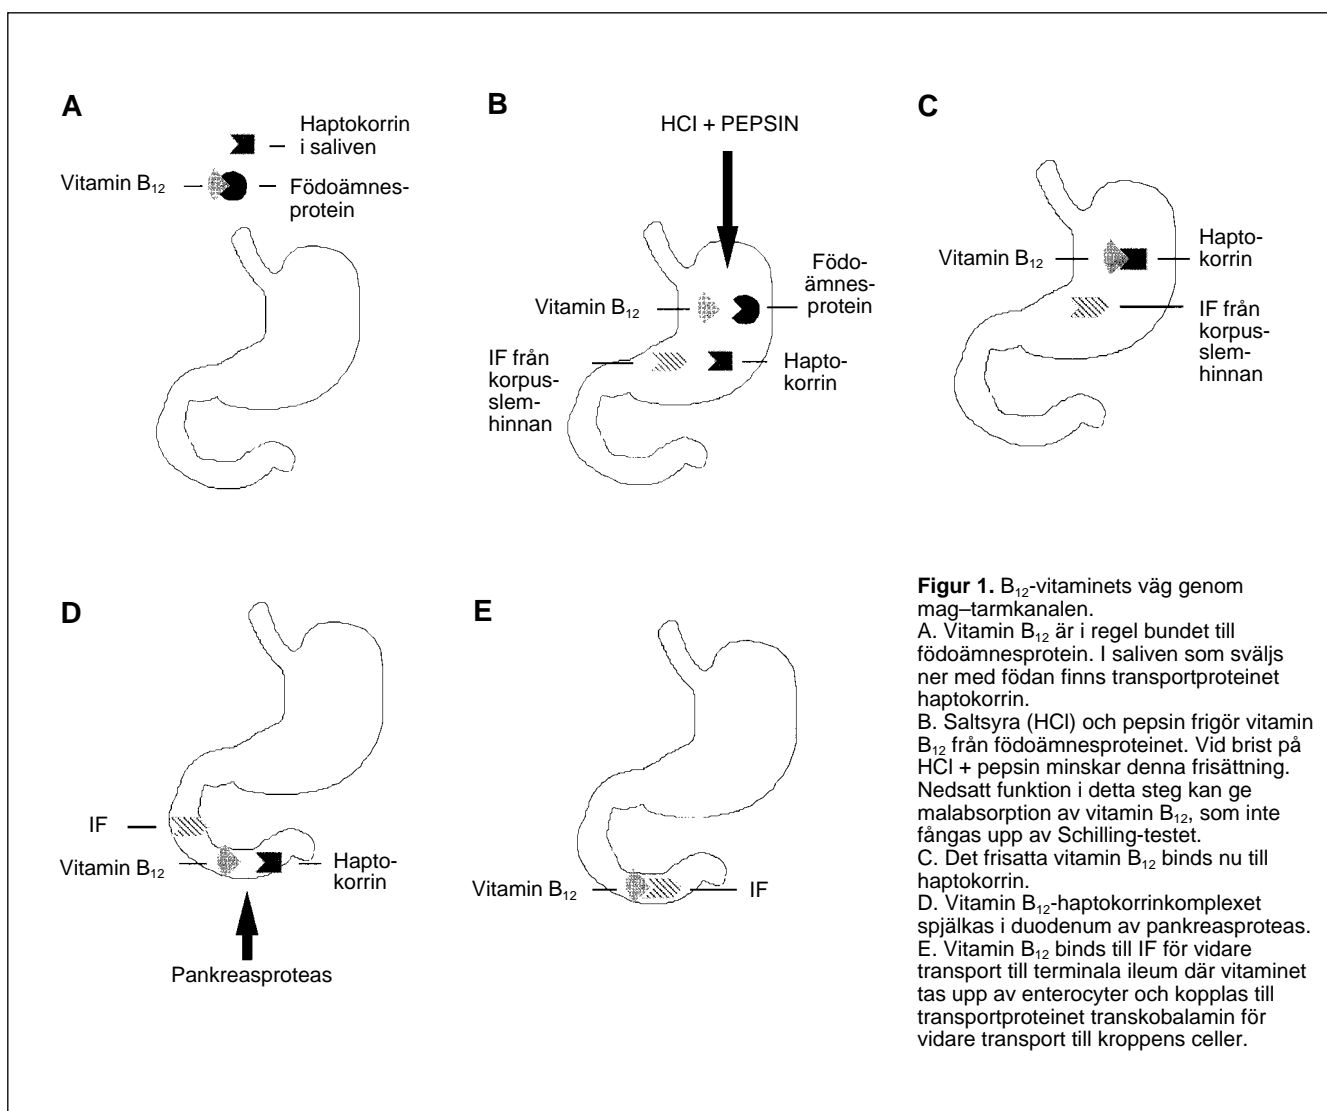 A
Haptokorrin
i saliven
Vitamin B₁₂
Födoämnes-
protein
B
HCl + PEPSIN
Födo-
ämnes-
protein
Vitamin B₁₂
IF från
korpus-
slem-
hinnan
Hapto-
korrin
C
Vitamin B₁₂
Hapto-
korrin
IF från
korpus-
slem-
hinnan
D
IF
Vitamin B₁₂
Hapto-
korrin
Pankreasproteas
E
Vitamin B₁₂
IF
Figur 1. B₁₂-vitaminets väg genom
mag–tarmkanalen.
A. Vitamin B₁₂ är i regel bundet till
födoämnesprotein. I saliven som sväljs
ner med födan finns transportproteinet
haptokorrin.
B. Saltsyra (HCl) och pepsin frigör vitamin
B₁₂ från födoämnesproteinet. Vid brist på
HCl + pepsin minskar denna frisättning.
Nedsatt funktion i detta steg kan ge
malabsorption av vitamin B₁₂, som inte
fångas upp av Schilling-testet.
C. Det frisatta vitamin B₁₂ binds nu till
haptokorrin.
D. Vitamin B₁₂-haptokorrinkomplexet
spjälkas i duodenum av pankreasproteas.
E. Vitamin B₁₂ binds till IF för vidare
transport till terminala ileum där vitaminet
tas upp av enterocyter och kopplas till
transportproteinet transkobalamin för
vidare transport till kroppens celler.